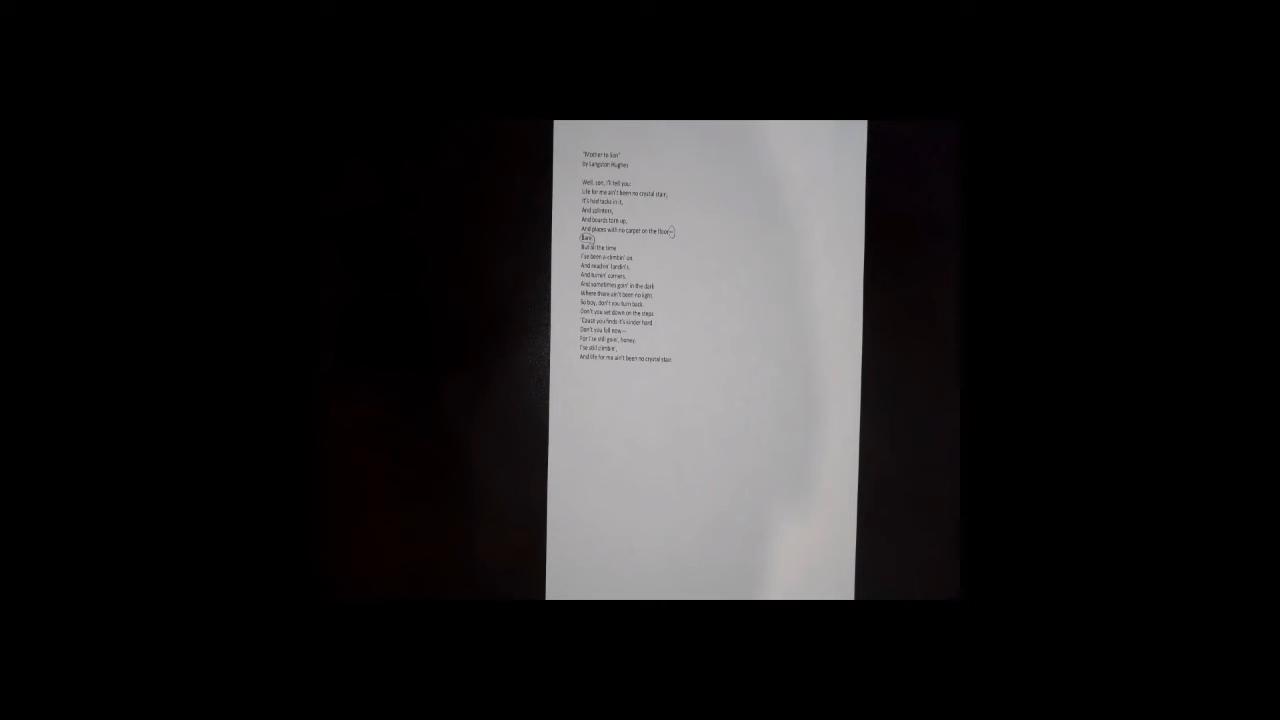 "Mother to Son"
by Langston Hughes
Well, son, I'll tell you:
Life for me ain't been no crystal stair,
It's had tacks in it,
And splinters,
And boards torn up,
And places with no carpet on the floor—
Bare.
But all the time
I'se been a-climbin' on,
And reachin' landin's,
And turnin' corners,
And sometimes goin' in the dark
Where there ain't been no light.
So boy, don't you turn back.
Don't you set down on the steps
'Cause you finds it's kinder hard.
Don't you fall now—
For I'se still goin', honey,
I'se still climbin',
And life for me ain't been no crystal stair.